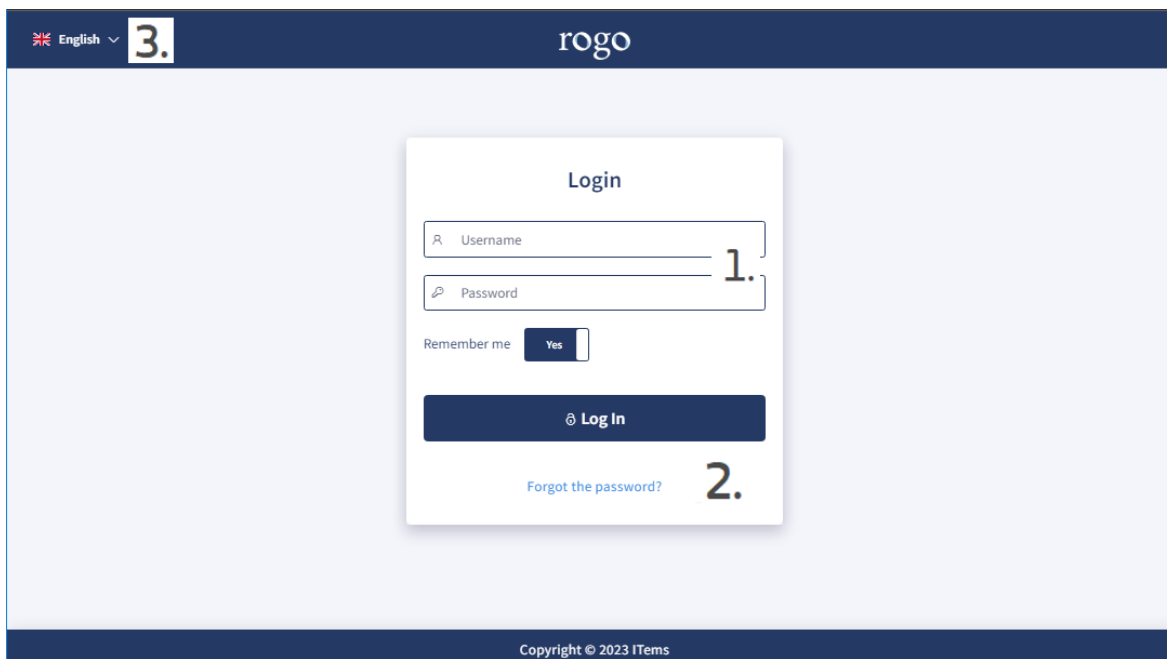 English 3.
rogo
Login
Username
1.
Password
Remember me Yes
Log In
Forgot the password? 2.
Copyright © 2023 ITems